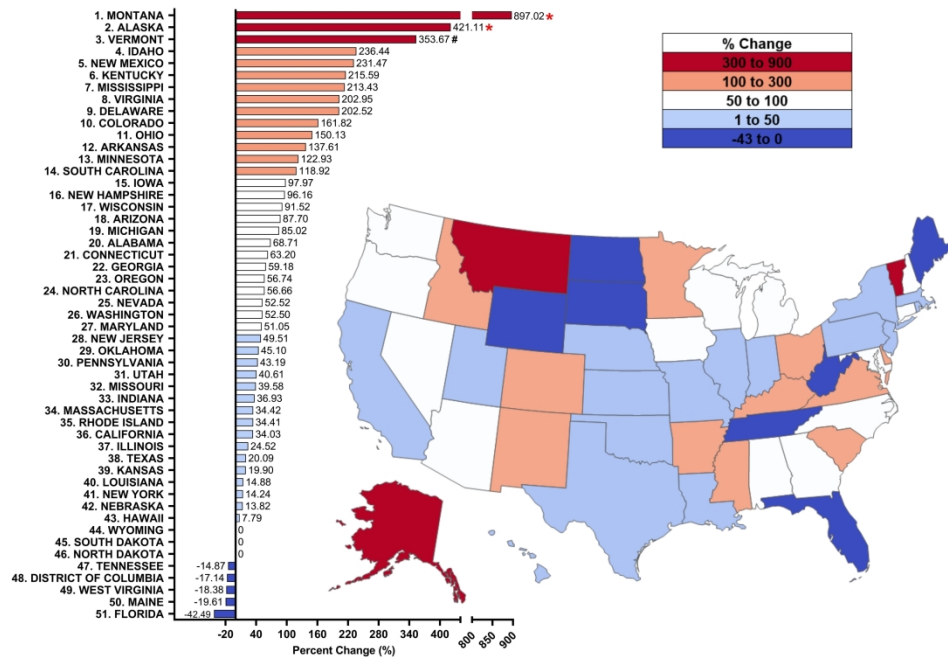 1. MONTANA 897.02 *
2. ALASKA 421.11 *
3. VERMONT 353.67 #
4. IDAHO 236.44
5. NEW MEXICO 231.47
6. KENTUCKY 215.59
7. MISSISSIPPI 213.43
8. VIRGINIA 202.95
9. DELAWARE 202.52
10. COLORADO 161.82
11. OHIO 150.13
12. ARKANSAS 137.61
13. MINNESOTA 122.93
14. SOUTH CAROLINA 118.92
15. IOWA 97.97
16. NEW HAMPSHIRE 96.16
17. WISCONSIN 91.52
18. ARIZONA 87.70
19. MICHIGAN 85.02
20. ALABAMA 68.71
21. CONNECTICUT 63.20
22. GEORGIA 59.18
23. OREGON 56.74
24. NORTH CAROLINA 56.66
25. NEVADA 52.52
26. WASHINGTON 52.50
27. MARYLAND 51.05
28. NEW JERSEY 49.51
29. OKLAHOMA 45.10
30. PENNSYLVANIA 43.19
31. UTAH 40.61
32. MISSOURI 39.58
33. INDIANA 36.93
34. MASSACHUSETTS 34.42
35. RHODE ISLAND 34.41
36. CALIFORNIA 34.03
37. ILLINOIS 24.52
38. TEXAS 20.09
39. KANSAS 19.90
40. LOUISIANA 14.88
41. NEW YORK 14.24
42. NEBRASKA 13.82
43. HAWAII 7.79
44. WYOMING 0
45. SOUTH DAKOTA 0
46. NORTH DAKOTA 0
47. TENNESSEE -14.87
48. DISTRICT OF COLUMBIA -17.14
49. WEST VIRGINIA -18.38
50. MAINE -19.61
51. FLORIDA -42.49
-20 40 100 160 220 280 340 400 800 850 900
Percent Change (%)
% Change
300 to 900
100 to 300
50 to 100
1 to 50
-43 to 0